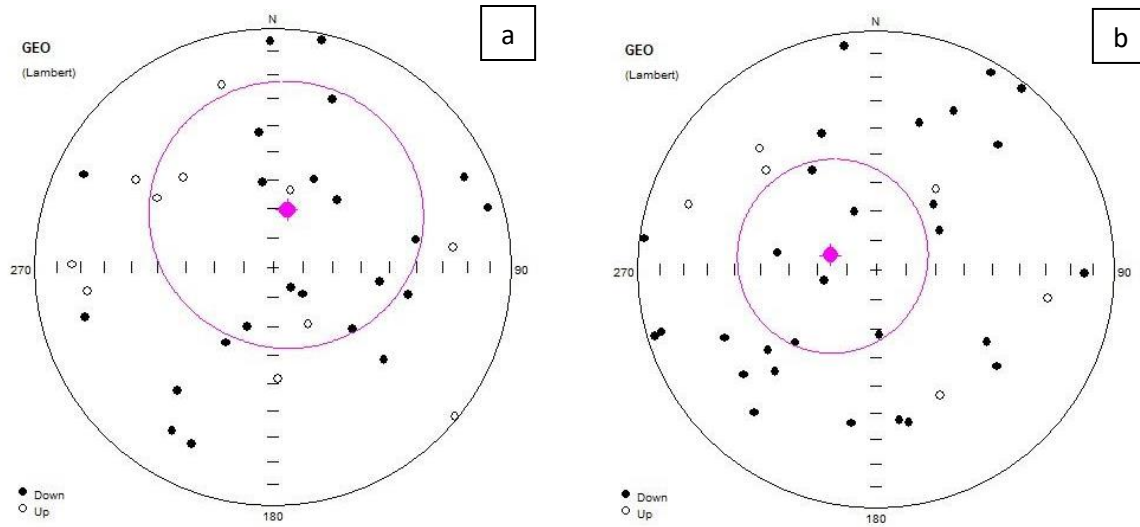 N
a
GEO
(Lambert)
270
90
Down
Up
180
N
b
GEO
(Lambert)
270
90
Down
Up
180